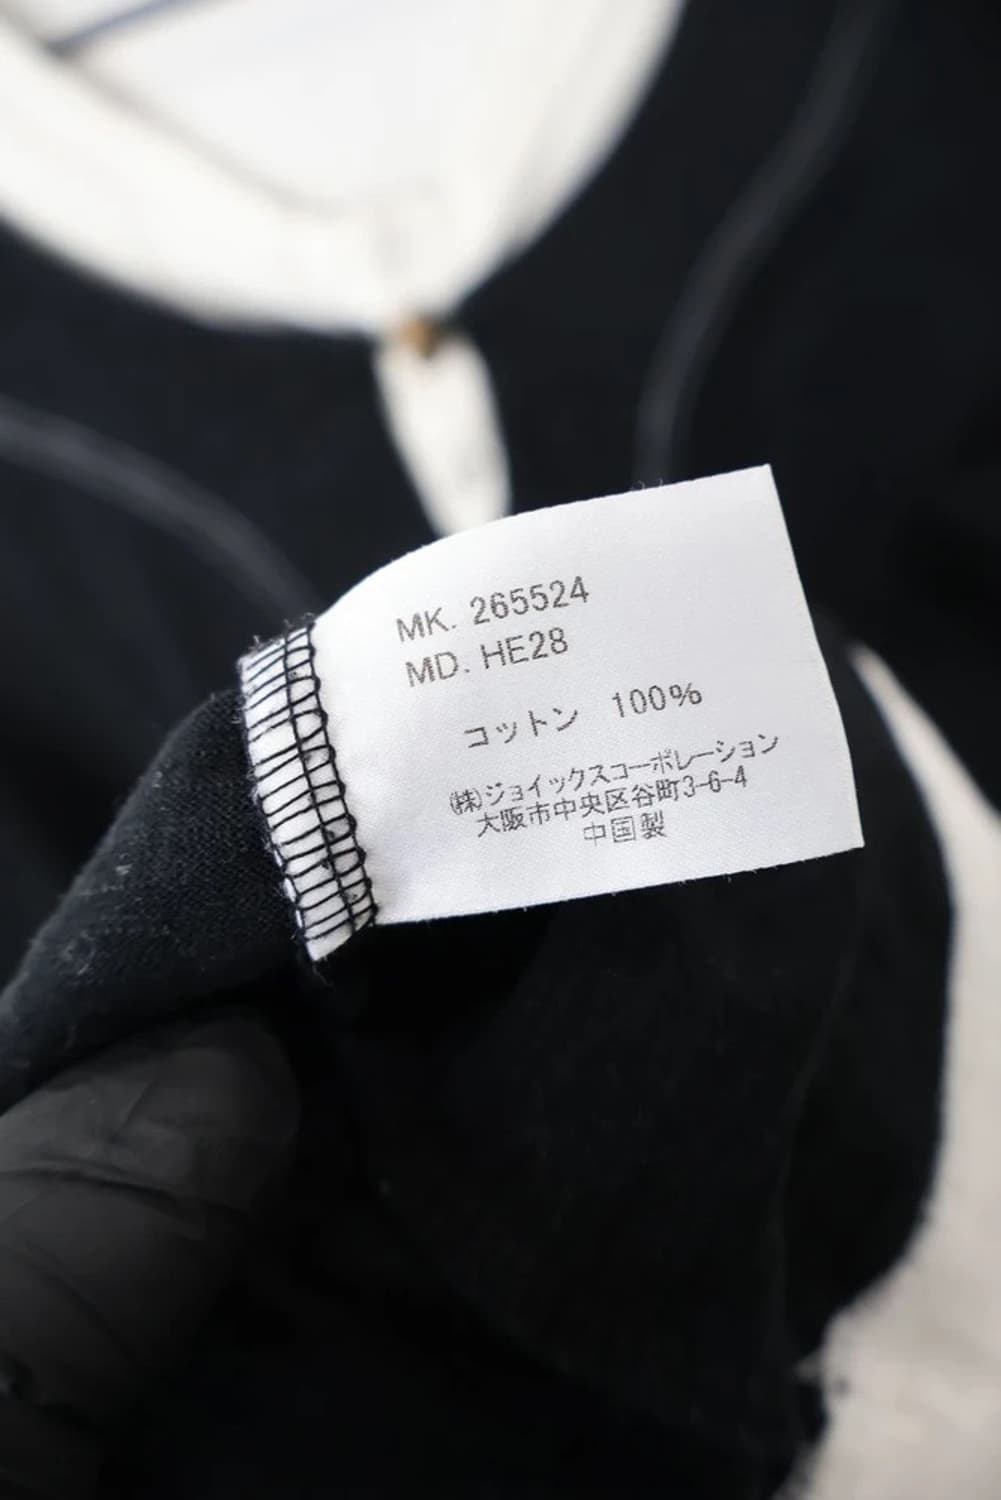 MK. 265524
MD. HE28
コットン 100%
(株)ジョイックスコーポレーション
大阪市中央区谷町3-6-4
中国製